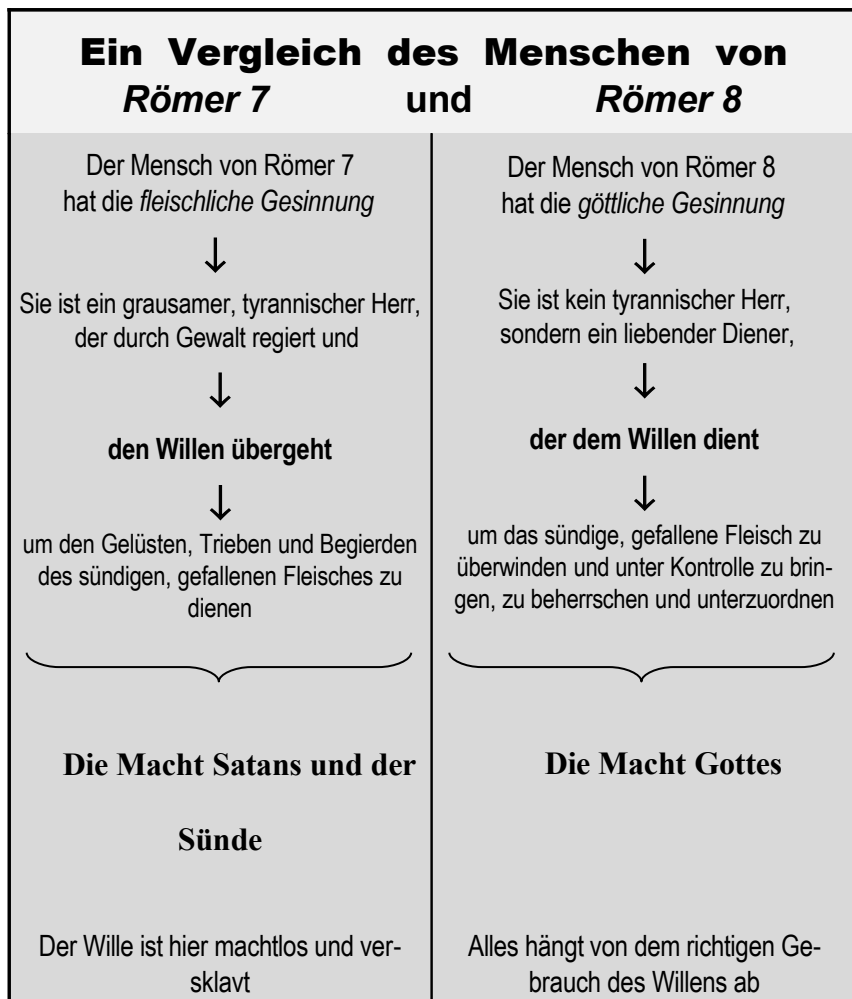 Ein Vergleich des Menschen von
Römer 7 und Römer 8
Der Mensch von Römer 7
hat die fleischliche Gesinnung
↓
Sie ist ein grausamer, tyrannischer Herr,
der durch Gewalt regiert und
↓
den Willen übergeht
↓
um den Gelüsten, Trieben und Begierden
des sündigen, gefallenen Fleisches zu
dienen
Die Macht Satans und der
Sünde
Der Wille ist hier machtlos und ver-
sklavt
Der Mensch von Römer 8
hat die göttliche Gesinnung
↓
Sie ist kein tyrannischer Herr,
sondern ein liebender Diener,
↓
der dem Willen dient
↓
um das sündige, gefallene Fleisch zu
überwinden und unter Kontrolle zu brin-
gen, zu beherrschen und unterzuordnen
Die Macht Gottes
Alles hängt von dem richtigen Ge-
brauch des Willens ab